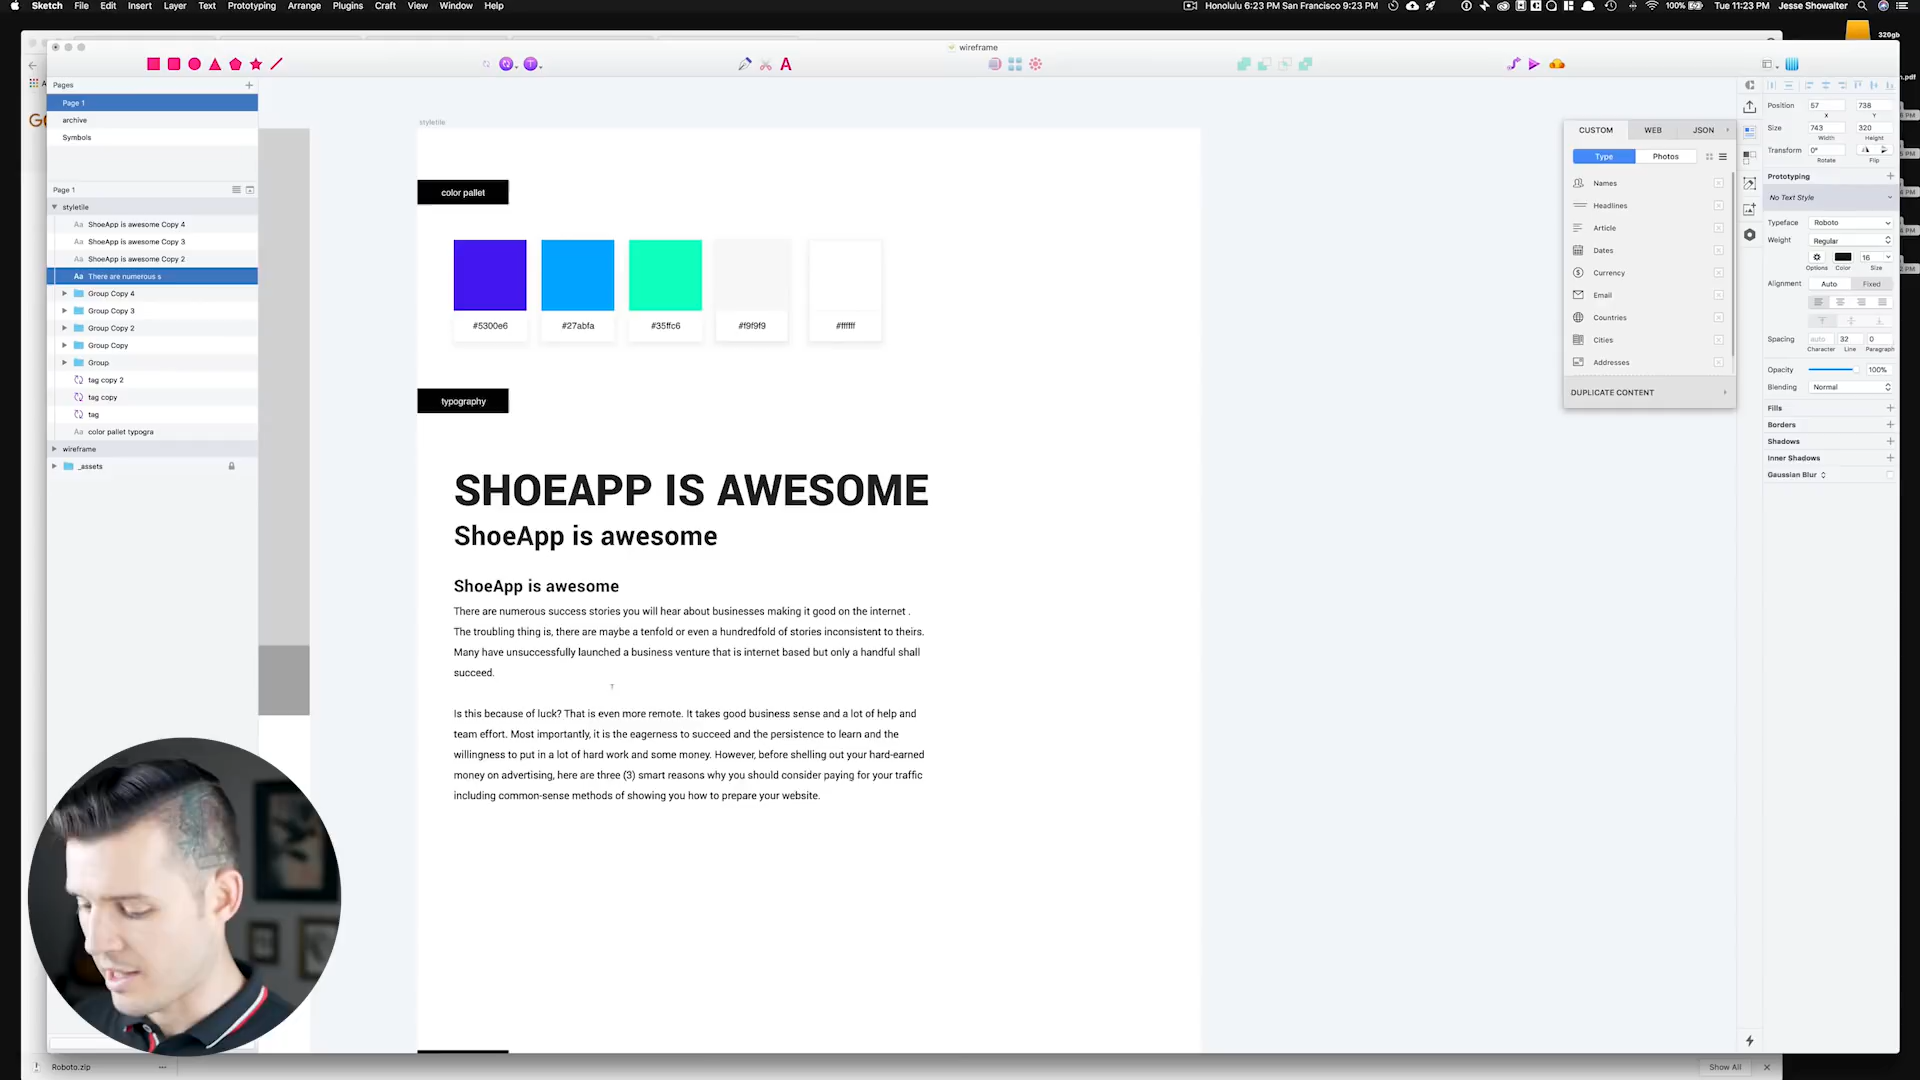 Sketch File Edit Insert Layer Text Prototyping Arrange Plugins Craft View Window Help
Honolulu 6:23 PM San Francisco 9:23 PM 100% Tue 11:23 PM Jesse Showalter
320gb
wireframe
Pages
Page 1
archive
Symbols
Page 1
styletile
Aa ShoeApp is awesome Copy 4
Aa ShoeApp is awesome Copy 3
Aa ShoeApp is awesome Copy 2
Aa There are numerous s
Group Copy 4
Group Copy 3
Group Copy 2
Group Copy
Group
tag copy 2
tag copy
tag
Aa color pallet typogra
wireframe
_assets
styletile
color pallet
#5300e6 #27abfa #35ffc6 #f9f9f9 #ffffff
typography
SHOEAPP IS AWESOME
ShoeApp is awesome
ShoeApp is awesome
There are numerous success stories you will hear about businesses making it good on the internet .
The troubling thing is, there are maybe a tenfold or even a hundredfold of stories inconsistent to theirs.
Many have unsuccessfully launched a business venture that is internet based but only a handful shall
succeed.
Is this because of luck? That is even more remote. It takes good business sense and a lot of help and
team effort. Most importantly, it is the eagerness to succeed and the persistence to learn and the
willingness to put in a lot of hard work and some money. However, before shelling out your hard-earned
money on advertising, here are three (3) smart reasons why you should consider paying for your traffic
including common-sense methods of showing you how to prepare your website.
CUSTOM WEB JSON
Type Photos
Names
Headlines
Article
Dates
Currency
Email
Countries
Cities
Addresses
DUPLICATE CONTENT
Position 57 738
X Y
Size 743 320
Width Height
Transform 0°
Rotate Flip
Prototyping
No Text Style
Typeface Roboto
Weight Regular
16
Options Color Size
Alignment Auto Fixed
Spacing auto 32 0
Character Line Paragraph
Opacity 100%
Blending Normal
Fills
Borders
Shadows
Inner Shadows
Gaussian Blur
Roboto.zip
Show All